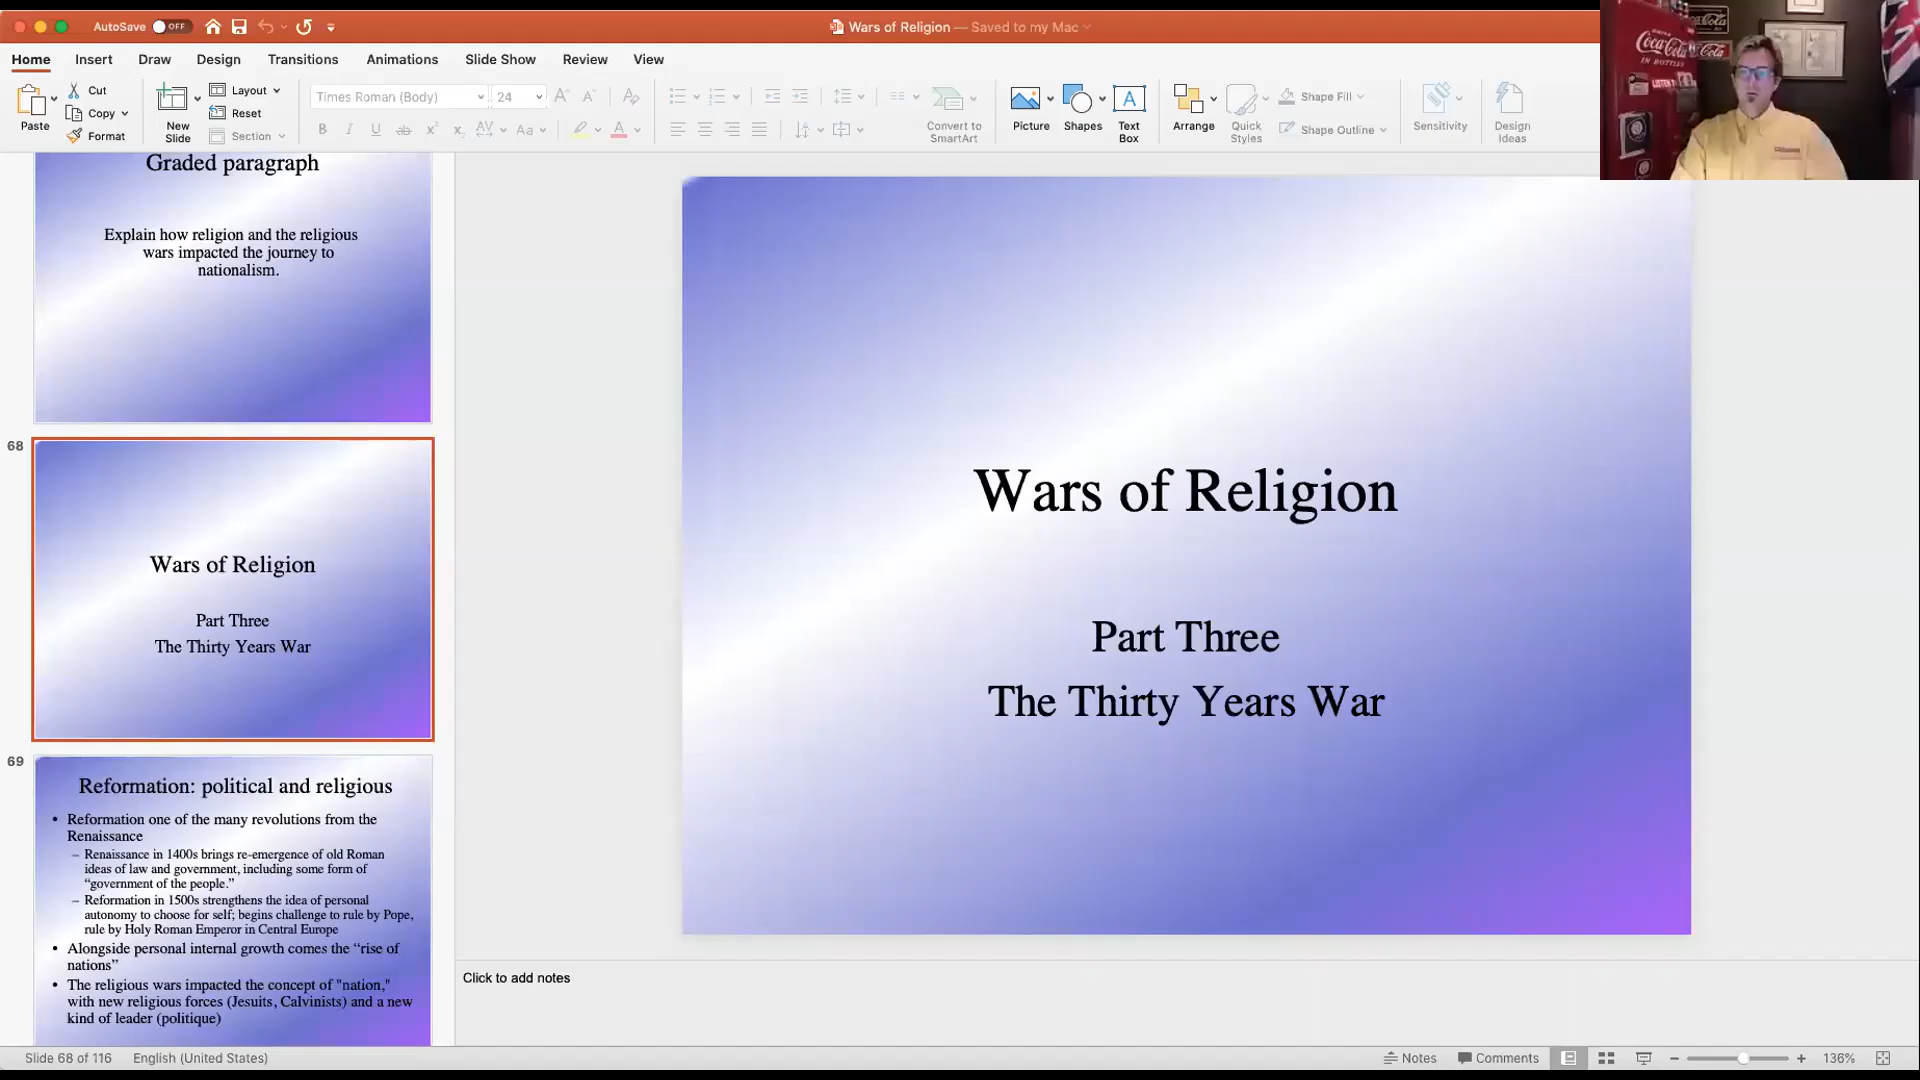 AutoSave OFF
Wars of Religion — Saved to my Mac
Home Insert Draw Design Transitions Animations Slide Show Review View
Paste
Cut
Copy
Format
New
Slide
Layout
Reset
Section
Times Roman (Body) 24
Convert to
SmartArt
Picture
Shapes
Text
Box
Arrange
Quick
Styles
Shape Fill
Shape Outline
Sensitivity
Design
Ideas
Coca-Cola
DRINK
Coca-Cola
IN BOTTLES
Graded paragraph
Explain how religion and the religious
wars impacted the journey to
nationalism.
68
Wars of Religion
Part Three
The Thirty Years War
69
Reformation: political and religious
• Reformation one of the many revolutions from the
Renaissance
– Renaissance in 1400s brings re-emergence of old Roman
ideas of law and government, including some form of
“government of the people.”
– Reformation in 1500s strengthens the idea of personal
autonomy to choose for self; begins challenge to rule by Pope,
rule by Holy Roman Emperor in Central Europe
• Alongside personal internal growth comes the “rise of
nations”
• The religious wars impacted the concept of "nation,"
with new religious forces (Jesuits, Calvinists) and a new
kind of leader (politique)
Wars of Religion
Part Three
The Thirty Years War
Click to add notes
Slide 68 of 116 English (United States)
Notes Comments 136%